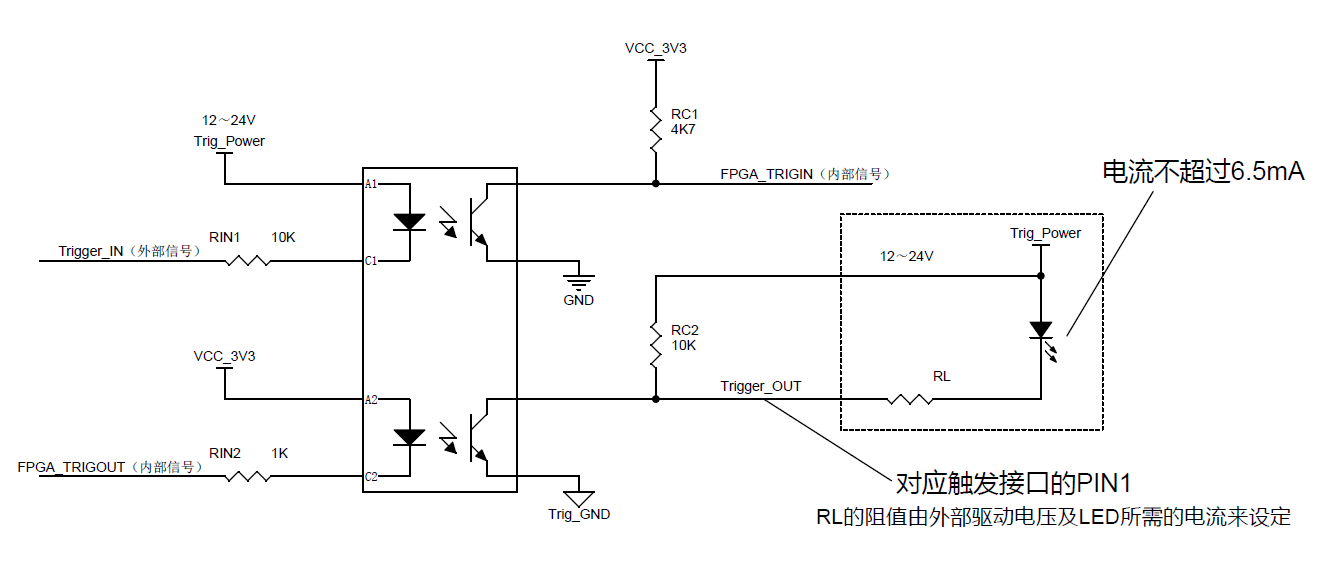 VCC_3V3
RC1
4K7
12～24V
Trig_Power
A1
FPGA_TRIGIN（内部信号）
电流不超过6.5mA
RIN1 10K
Trigger_IN（外部信号）
C1
GND
Trig_Power
12～24V
RC2
10K
VCC_3V3
A2
Trigger_OUT
RL
RIN2 1K
FPGA_TRIGOUT（内部信号）
C2
Trig_GND
对应触发接口的PIN1
RL的阻值由外部驱动电压及LED所需的电流来设定